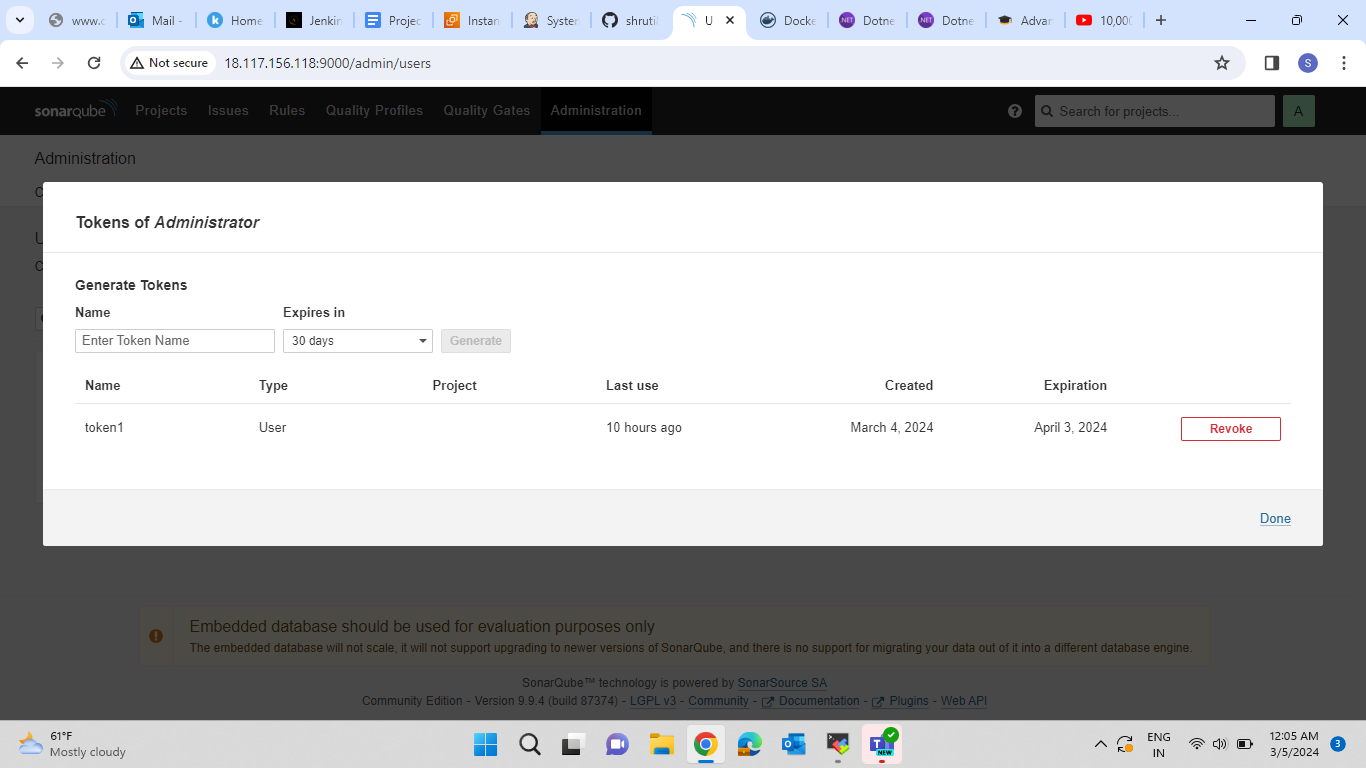 www.c
Mail -
Home
Jenkin
Projec
Instan
System
shruti
U
Docke
Dotne
Dotne
Advan
10,000
Not secure
18.117.156.118:9000/admin/users
S
sonarqube
Projects
Issues
Rules
Quality Profiles
Quality Gates
Administration
Search for projects...
A
Administration
Tokens of Administrator
Generate Tokens
Name
Expires in
Enter Token Name
30 days
Generate
Name Type Project Last use Created Expiration
token1 User 10 hours ago March 4, 2024 April 3, 2024 Revoke
Done
Embedded database should be used for evaluation purposes only
The embedded database will not scale, it will not support upgrading to newer versions of SonarQube, and there is no support for migrating your data out of it into a different database engine.
SonarQube™ technology is powered by SonarSource SA
Community Edition - Version 9.9.4 (build 87374) - LGPL v3 - Community - Documentation - Plugins - Web API
61°F
Mostly cloudy
NEW
ENG
IN
12:05 AM
3/5/2024
3